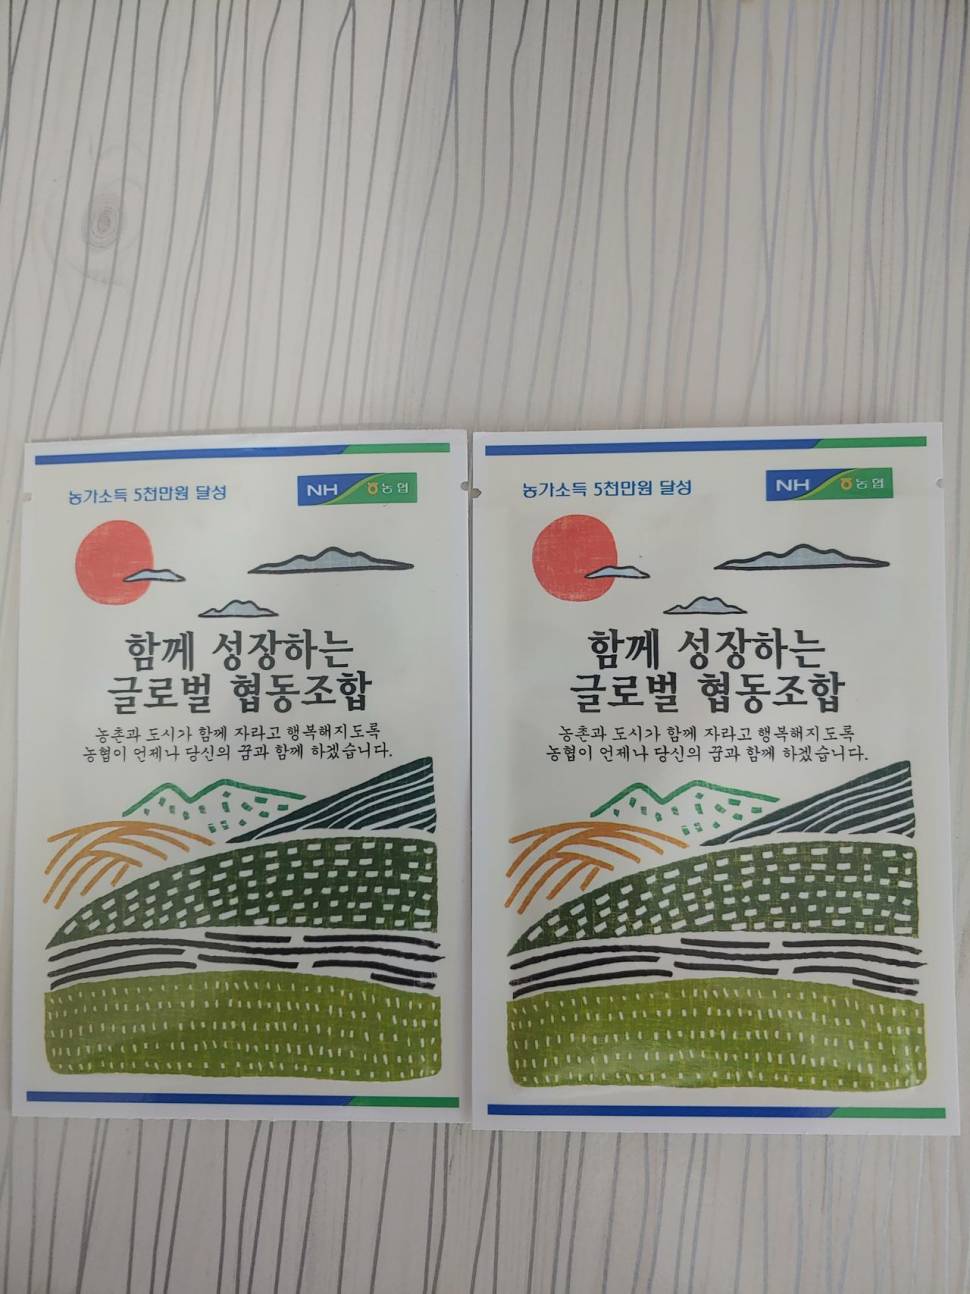 농가소득 5천만원 달성
NH 농협
함께 성장하는
글로벌 협동조합
농촌과 도시가 함께 자라고 행복해지도록
농협이 언제나 당신의 꿈과 함께 하겠습니다.
농가소득 5천만원 달성
NH 농협
함께 성장하는
글로벌 협동조합
농촌과 도시가 함께 자라고 행복해지도록
농협이 언제나 당신의 꿈과 함께 하겠습니다.